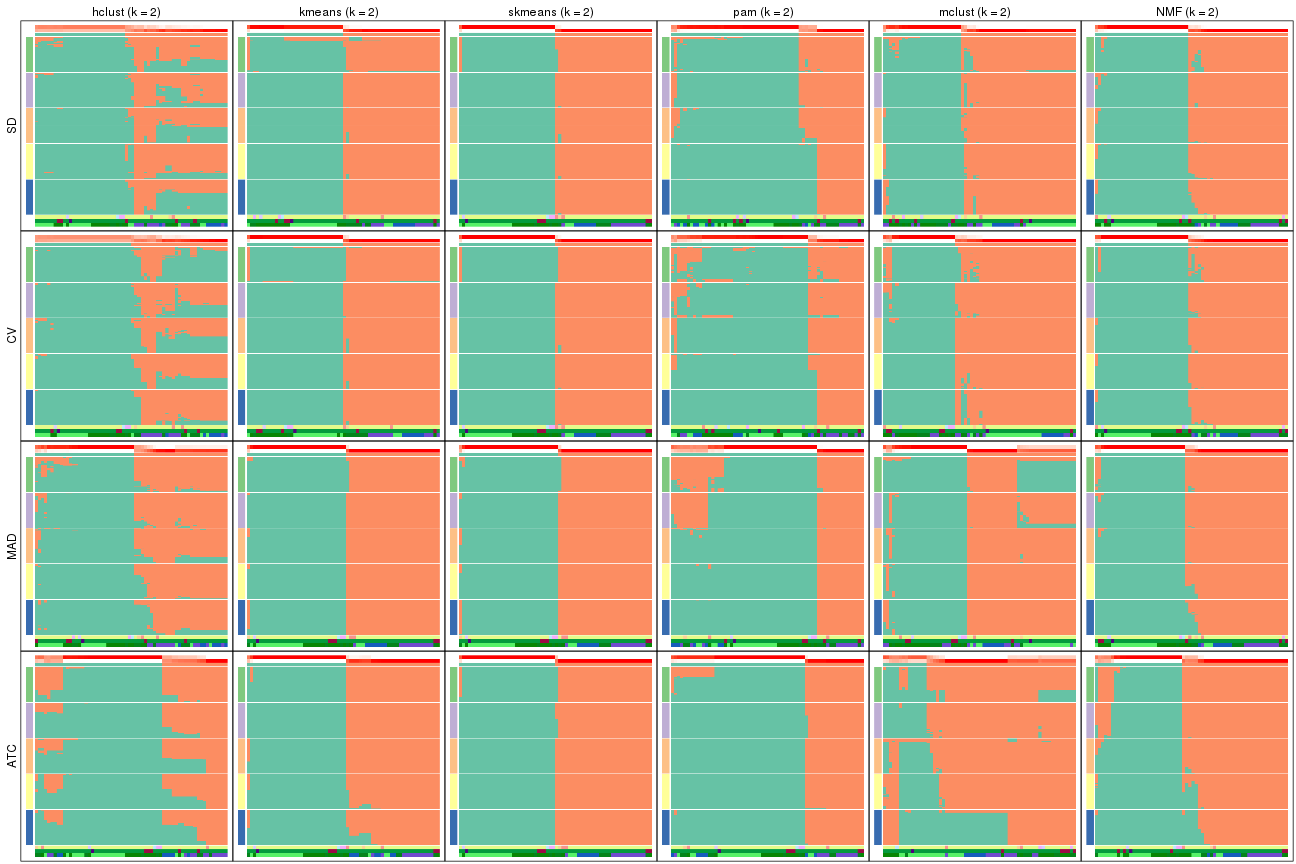 hclust (k = 2)
kmeans (k = 2)
skmeans (k = 2)
pam (k = 2)
mclust (k = 2)
NMF (k = 2)
SD
CV
MAD
ATC